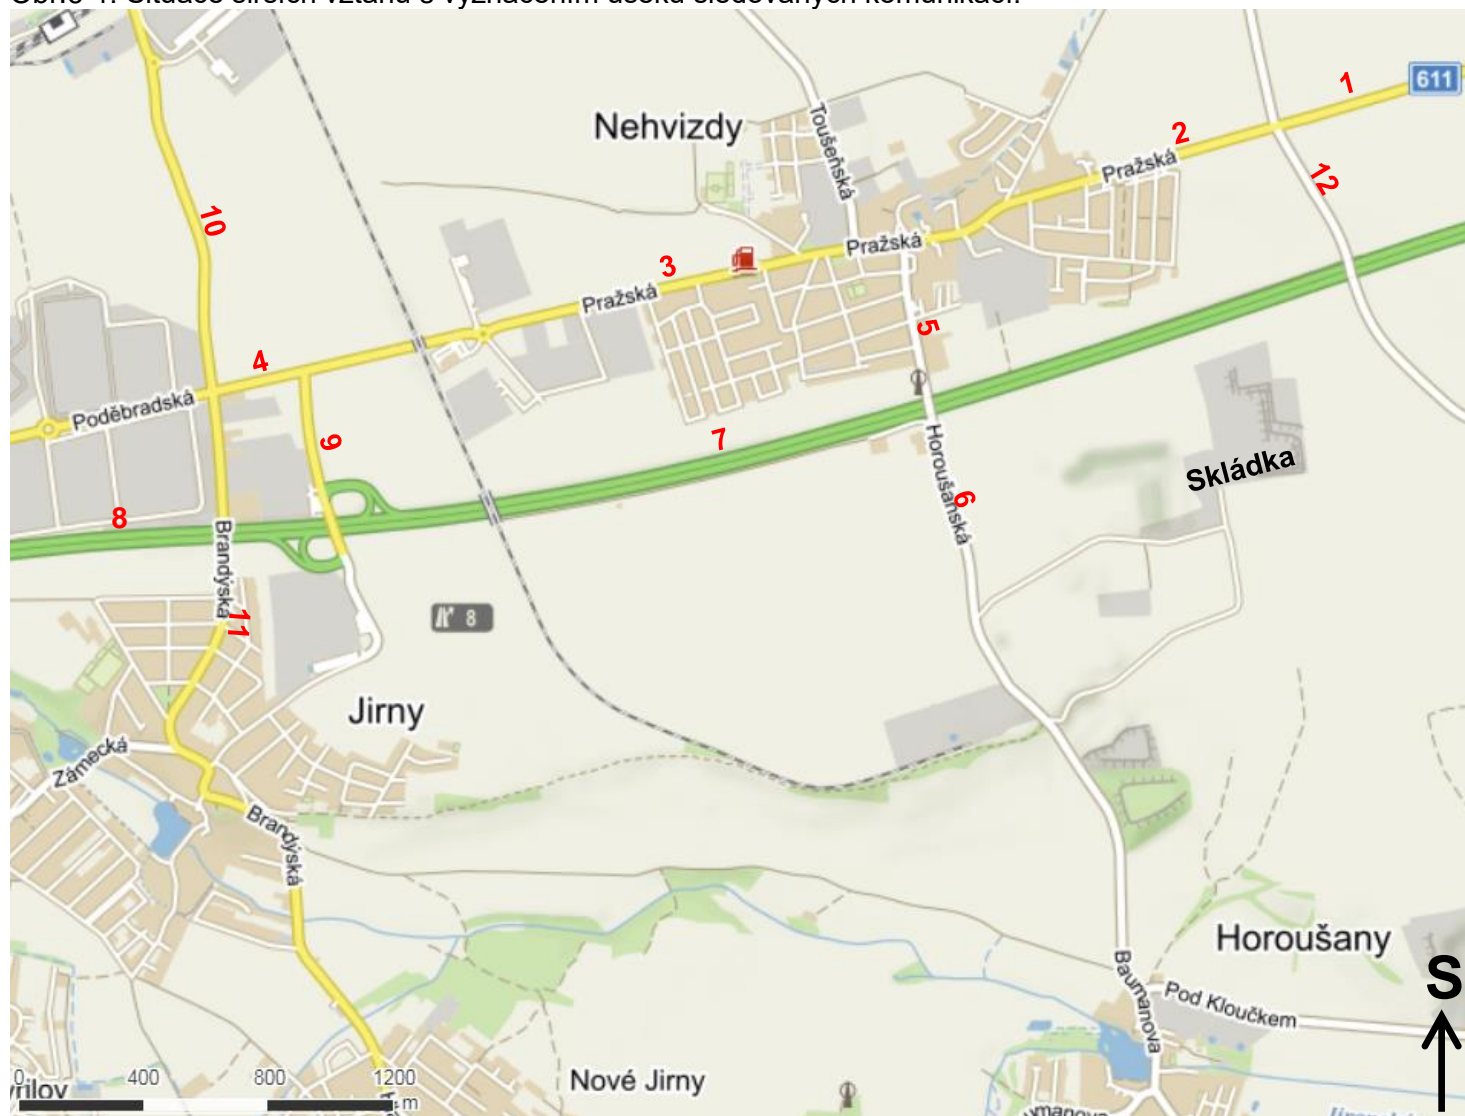 1
611
2
Nehvizdy
Toušeňská
Pražská
12
10
Pražská
3
Pražská
5
4
Poděbradská
9
7
Horoušanská
6
Skládka
8
Brandýská
11
8
Jirny
Zámecká
Brandýská
Horoušany
S
Baumanova
Pod Kloučkem
Nové Jirny
0 400 800 1200 m